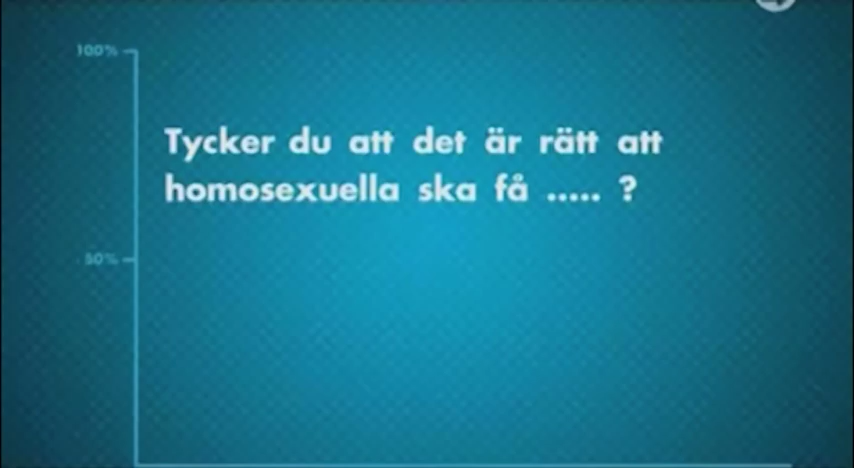 100%
Tycker du att det är rätt att
homosexuella ska få ..... ?
50%